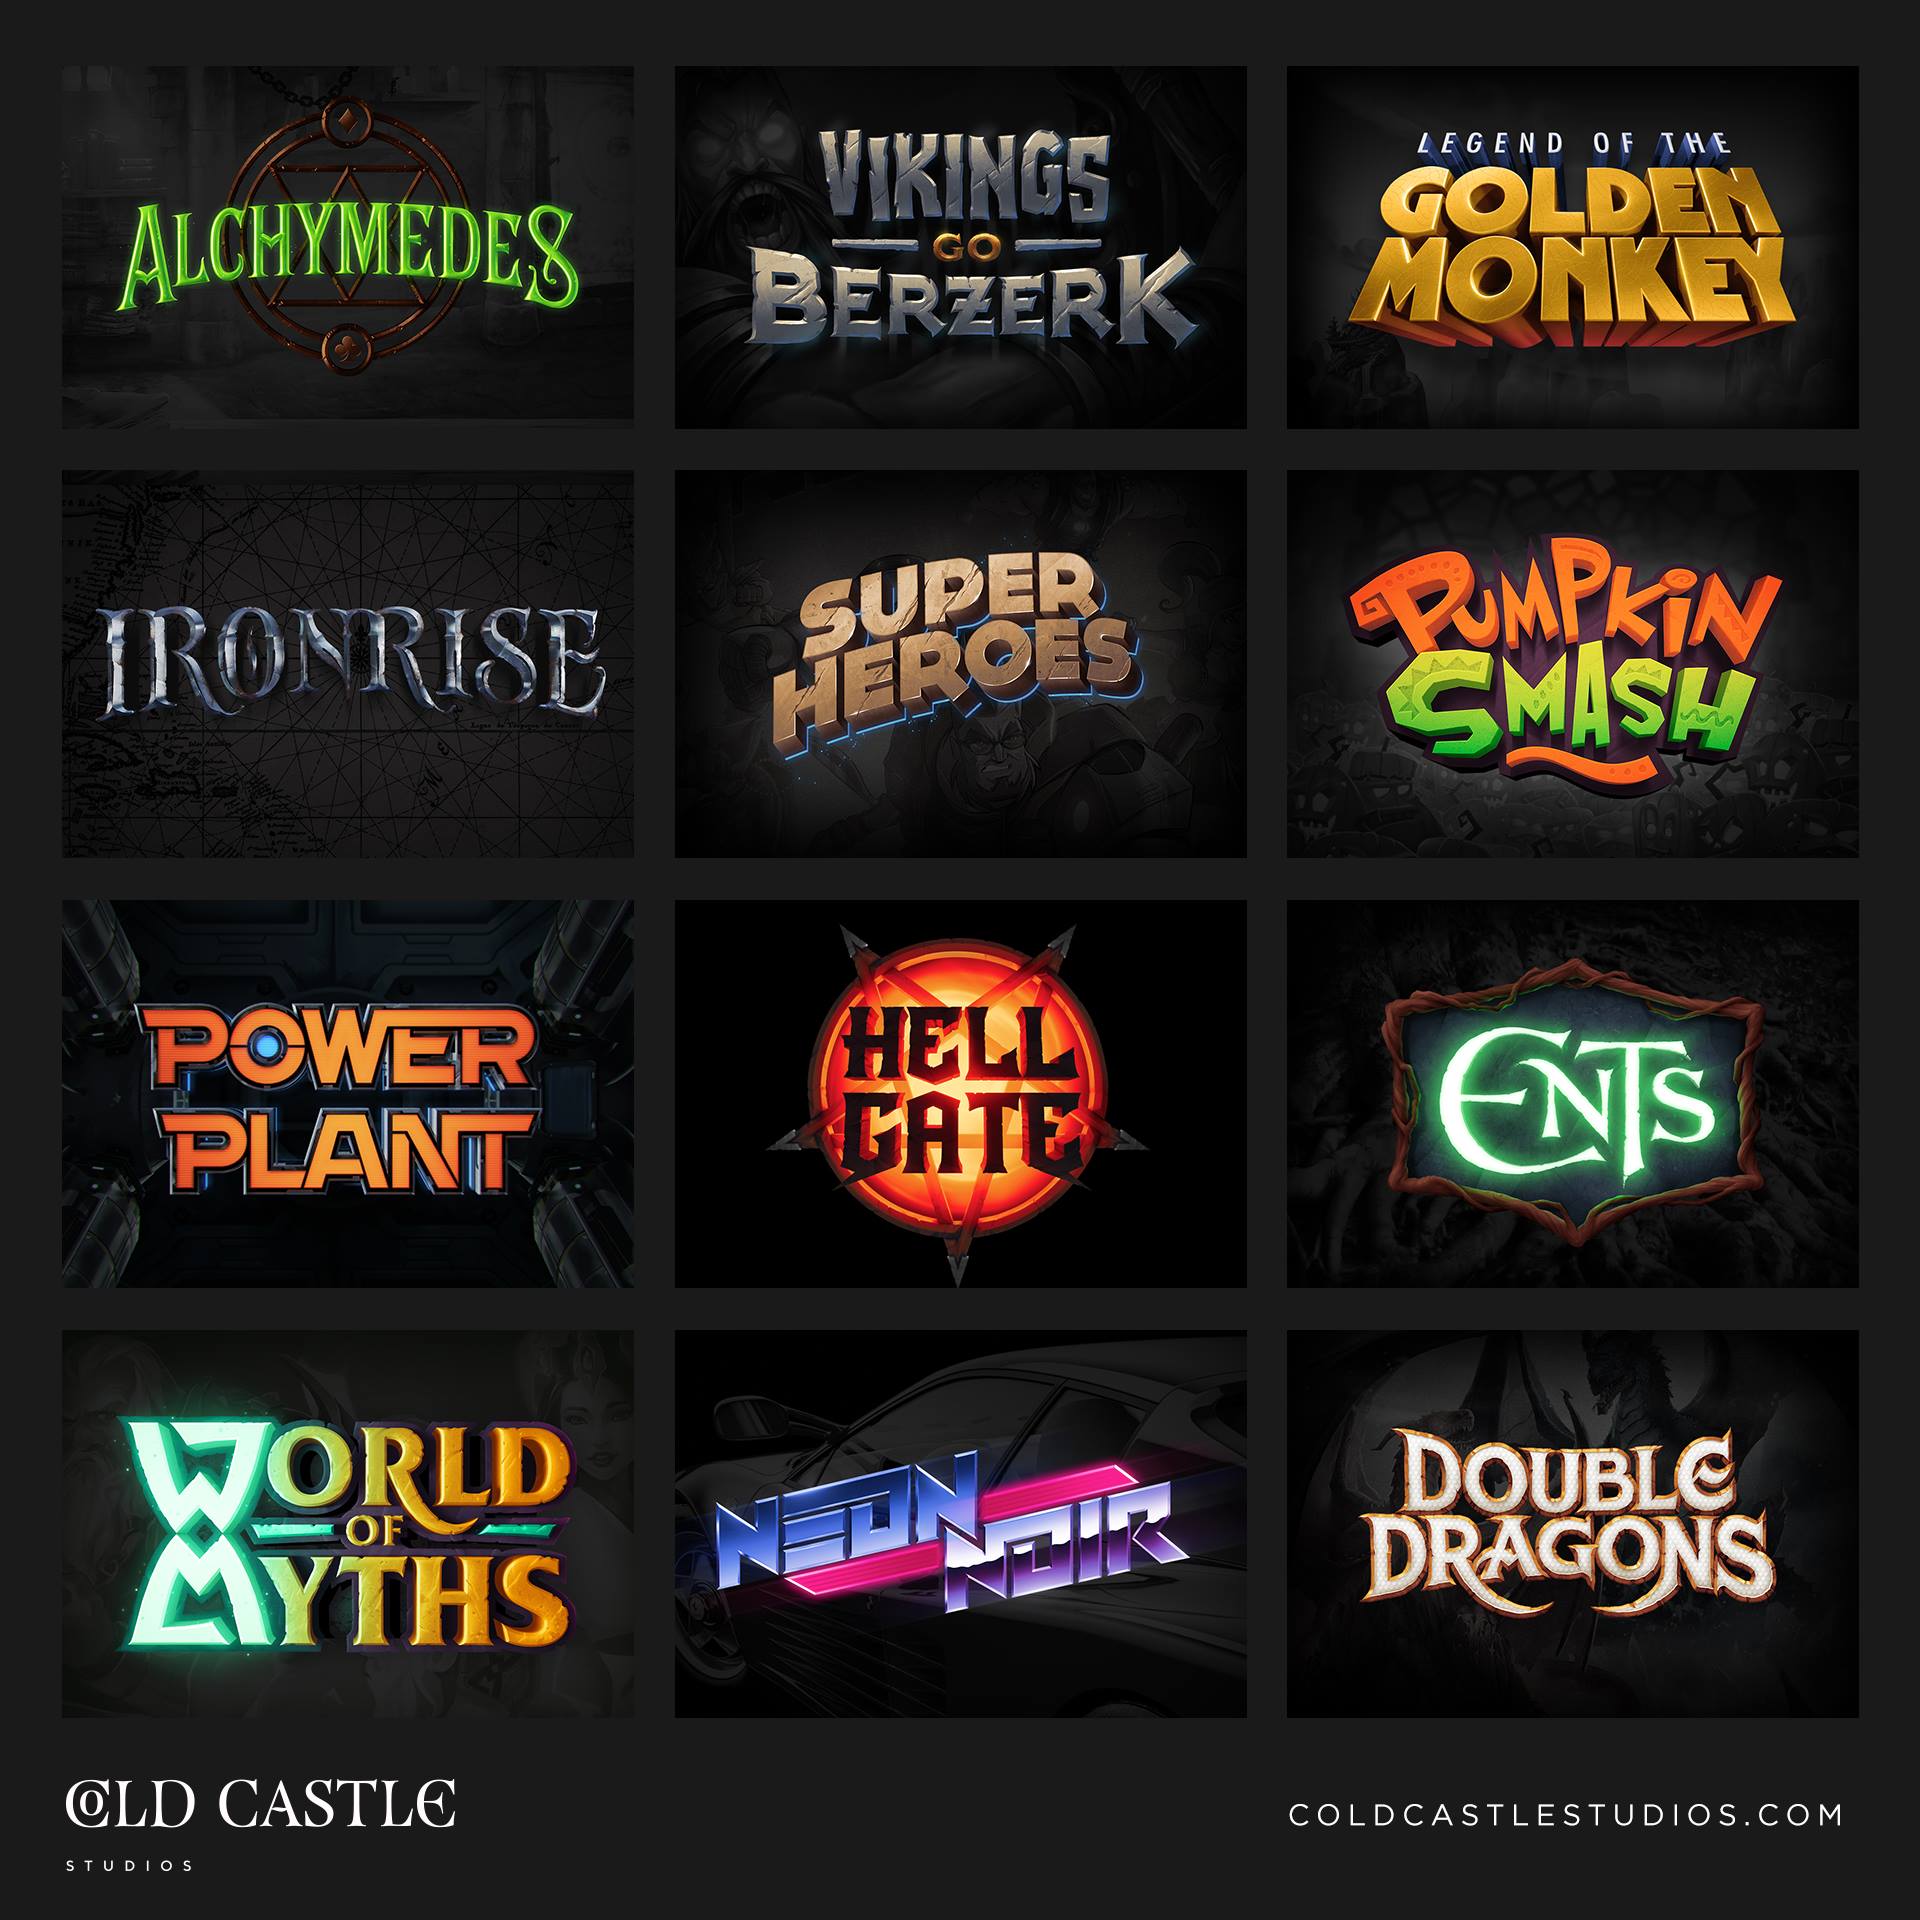 ALCHYMEDES
VIKINGS
GO
BERZERK
LEGEND OF THE
GOLDEN
MONKEY
IRONRISE
SUPER
HEROES
PUMPKiN
SMASH
POWER
PLANT
HELL
GATE
ENTS
WORLD
OF
MYTHS
NEON
NOIR
DOUBLE
DRAGONS
COLD CASTLE
STUDIOS
COLDCASTLESTUDIOS.COM